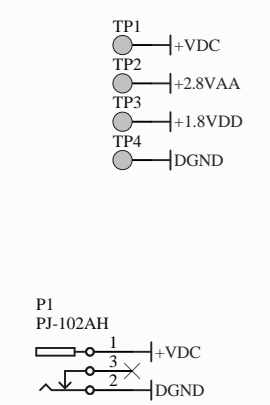 TP1
+VDC
TP2
+2.8VAA
TP3
+1.8VDD
TP4
DGND
P1
PJ-102AH
1
+VDC
3
2
DGND